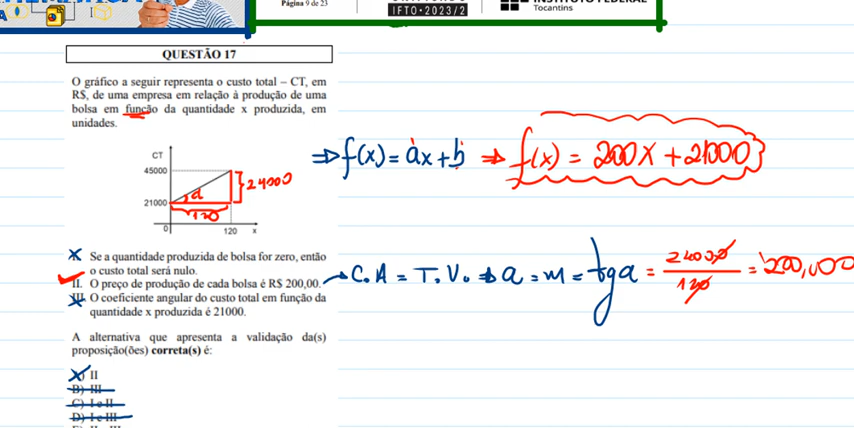 Página 9 de 23
IFTO • 2023/2
Tocantins
QUESTÃO 17
O gráfico a seguir representa o custo total – CT, em
R$, de uma empresa em relação à produção de uma
bolsa em função da quantidade x produzida, em
unidades.
⇒ f(x) = ax + b ⇒ f(x) = 200x + 21000
CT
45000
24000
α
21000
120
0
120
x
Se a quantidade produzida de bolsa for zero, então
o custo total será nulo.
II. O preço de produção de cada bolsa é R$ 200,00.
→ C.A = T.V. ⇒ a = m = tg α = 24000/120 = 200,00
O coeficiente angular do custo total em função da
quantidade x produzida é 21000.
A alternativa que apresenta a validação da(s)
proposição(ões) correta(s) é:
II
B) III
C) I e II
D) I e III